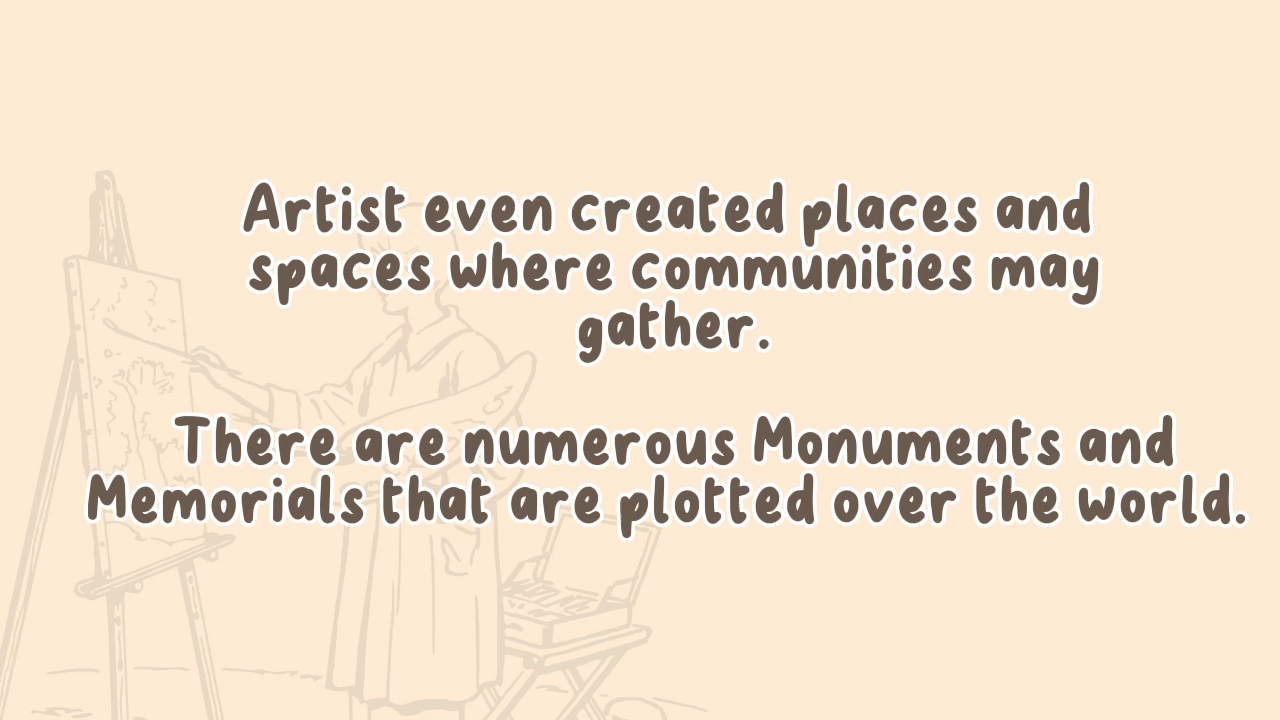 Artist even created places and
spaces where communities may
gather.
There are numerous Monuments and
Memorials that are plotted over the world.